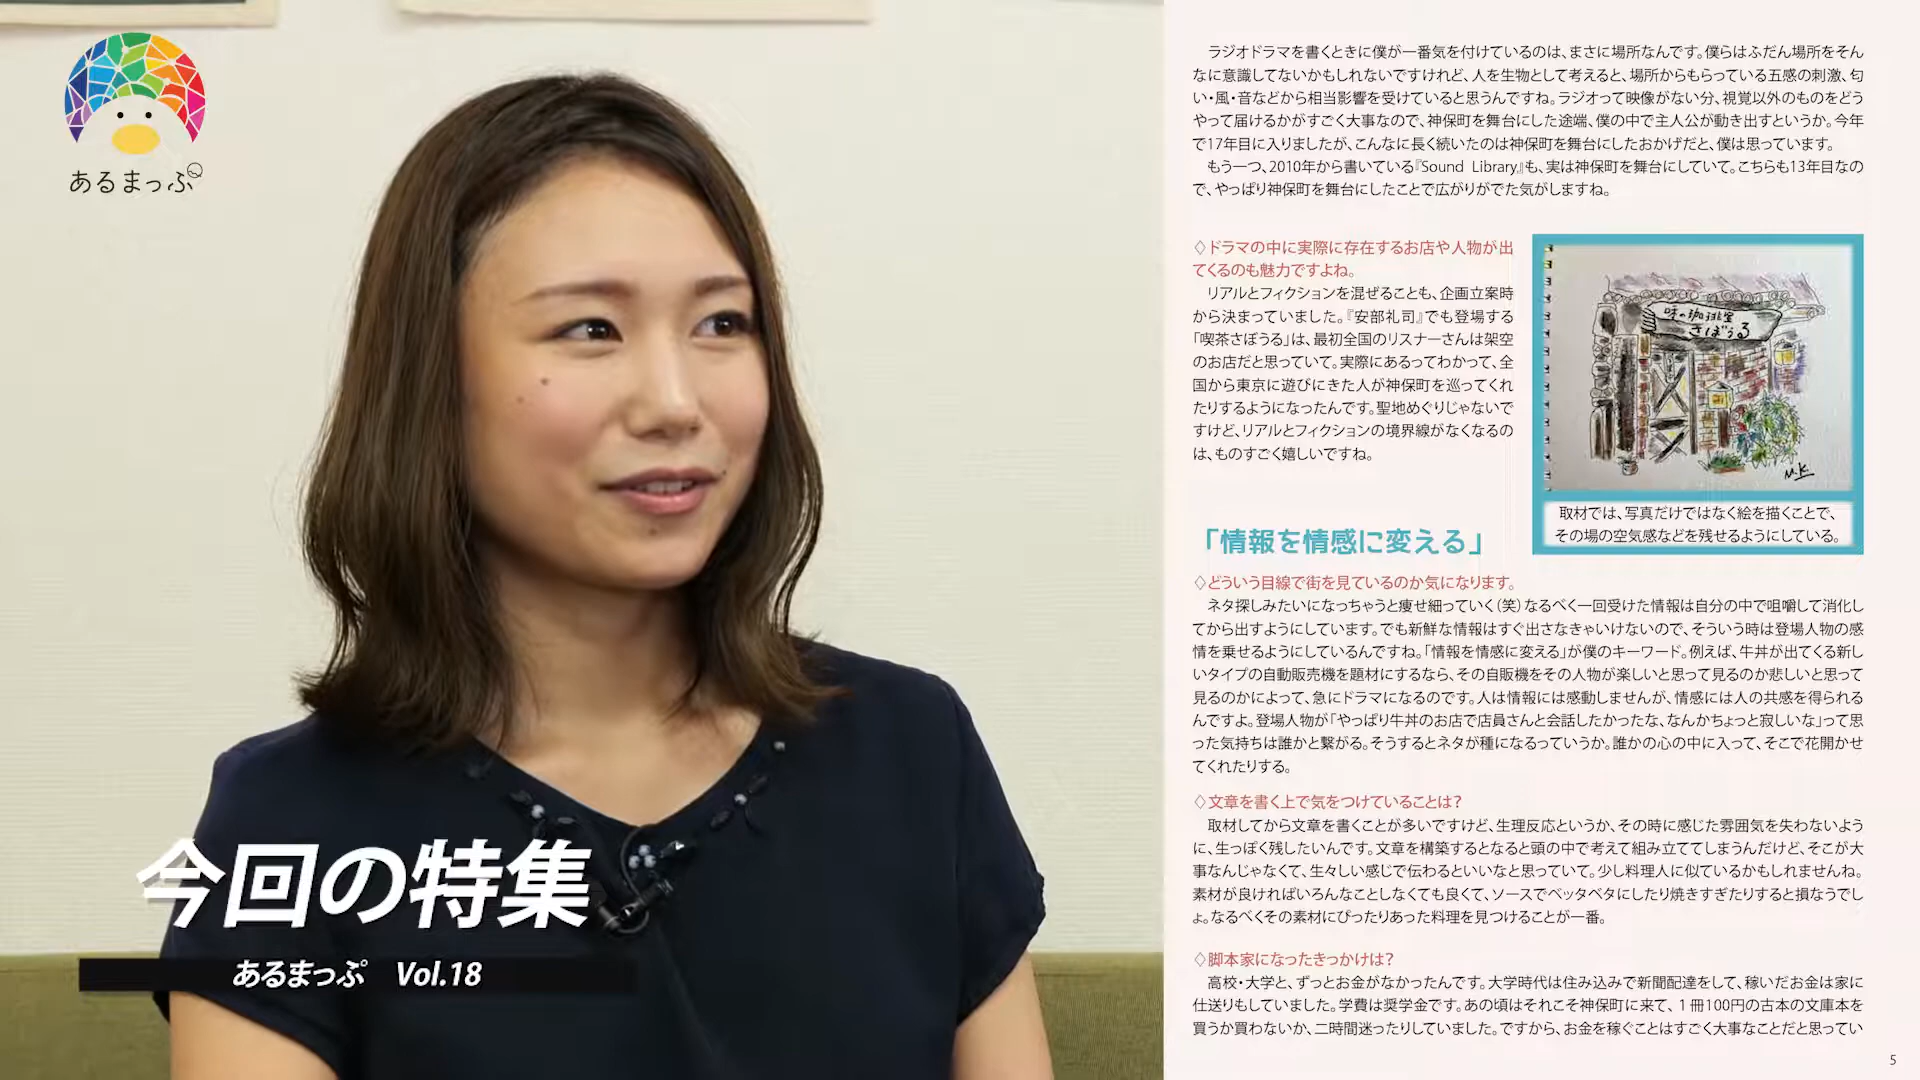 あるまっぷ
今回の特集
あるまっぷ Vol.18
ラジオドラマを書くときに僕が一番気を付けているのは、まさに場所なんです。僕らはふだん場所をそん
なに意識してないかもしれないですけれど、人を生物として考えると、場所からもらっている五感の刺激、匂
い・風・音などから相当影響を受けていると思うんですね。ラジオって映像がない分、視覚以外のものをどう
やって届けるかがすごく大事なので、神保町を舞台にした途端、僕の中で主人公が動き出すというか。今年
で17年目に入りましたが、こんなに長く続いたのは神保町を舞台にしたおかげだと、僕は思っています。
もう一つ、2010年から書いている『Sound Library』も、実は神保町を舞台にしていて。こちらも13年目なの
で、やっぱり神保町を舞台にしたことで広がりがでた気がしますね。
◇ドラマの中に実際に存在するお店や人物が出
てくるのも魅力ですよね。
リアルとフィクションを混ぜることも、企画立案時
から決まっていました。『安部礼司』でも登場する
「喫茶さぼうる」は、最初全国のリスナーさんは架空
のお店だと思っていて。実際にあるってわかって、全
国から東京に遊びにきた人が神保町を巡ってくれ
たりするようになったんです。聖地めぐりじゃないで
すけど、リアルとフィクションの境界線がなくなるの
は、ものすごく嬉しいですね。
味の珈琲室
さぼうる
M.K
取材では、写真だけではなく絵を描くことで、
その場の空気感などを残せるようにしている。
「情報を情感に変える」
◇どういう目線で街を見ているのか気になります。
ネタ探しみたいになっちゃうと痩せ細っていく(笑)なるべく一回受けた情報は自分の中で咀嚼して消化し
てから出すようにしています。でも新鮮な情報はすぐ出さなきゃいけないので、そういう時は登場人物の感
情を乗せるようにしているんですね。「情報を情感に変える」が僕のキーワード。例えば、牛丼が出てくる新し
いタイプの自動販売機を題材にするなら、その自販機をその人物が楽しいと思って見るのか悲しいと思って
見るのかによって、急にドラマになるのです。人は情報には感動しませんが、情感には人の共感を得られる
んですよ。登場人物が「やっぱり牛丼のお店で店員さんと会話したかったな、なんかちょっと寂しいな」って思
った気持ちは誰かと繋がる。そうするとネタが種になるっていうか。誰かの心の中に入って、そこで花開かせ
てくれたりする。
◇文章を書く上で気をつけていることは？
取材してから文章を書くことが多いですけど、生理反応というか、その時に感じた雰囲気を失わないよう
に、生っぽく残したいんです。文章を構築するとなると頭の中で考えて組み立ててしまうんだけど、そこが大
事なんじゃなくて、生々しい感じで伝わるといいなと思っていて。少し料理人に似ているかもしれませんね。
素材が良ければいろんなことしなくても良くて、ソースでベッタベタにしたり焼きすぎたりすると損なうでし
ょ。なるべくその素材にぴったりあった料理を見つけることが一番。
◇脚本家になったきっかけは？
高校・大学と、ずっとお金がなかったんです。大学時代は住み込みで新聞配達をして、稼いだお金は家に
仕送りもしていました。学費は奨学金です。あの頃はそれこそ神保町に来て、1冊100円の古本の文庫本を
買うか買わないか、二時間迷ったりしていました。ですから、お金を稼ぐことはすごく大事なことだと思ってい
5